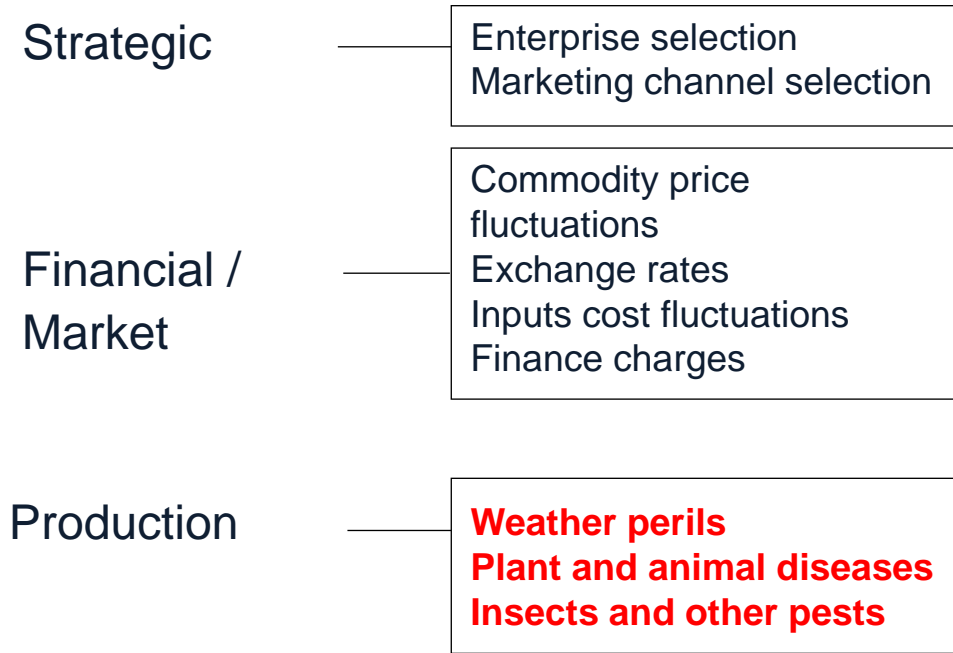 Strategic
Enterprise selection
Marketing channel selection
Financial /
Market
Commodity price
fluctuations
Exchange rates
Inputs cost fluctuations
Finance charges
Production
Weather perils
Plant and animal diseases
Insects and other pests